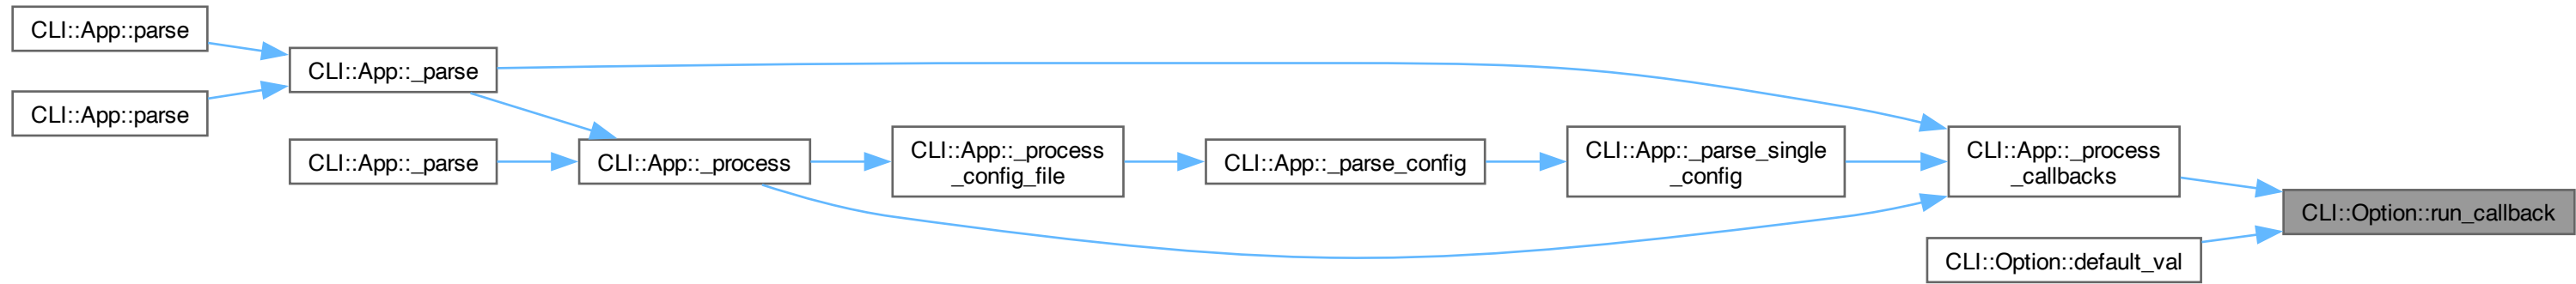 CLI::App::parse
CLI::App::_parse
CLI::App::parse
CLI::App::_parse
CLI::App::_process
CLI::App::_process
_config_file
CLI::App::_parse_config
CLI::App::_parse_single
_config
CLI::App::_process
_callbacks
CLI::Option::run_callback
CLI::Option::default_val